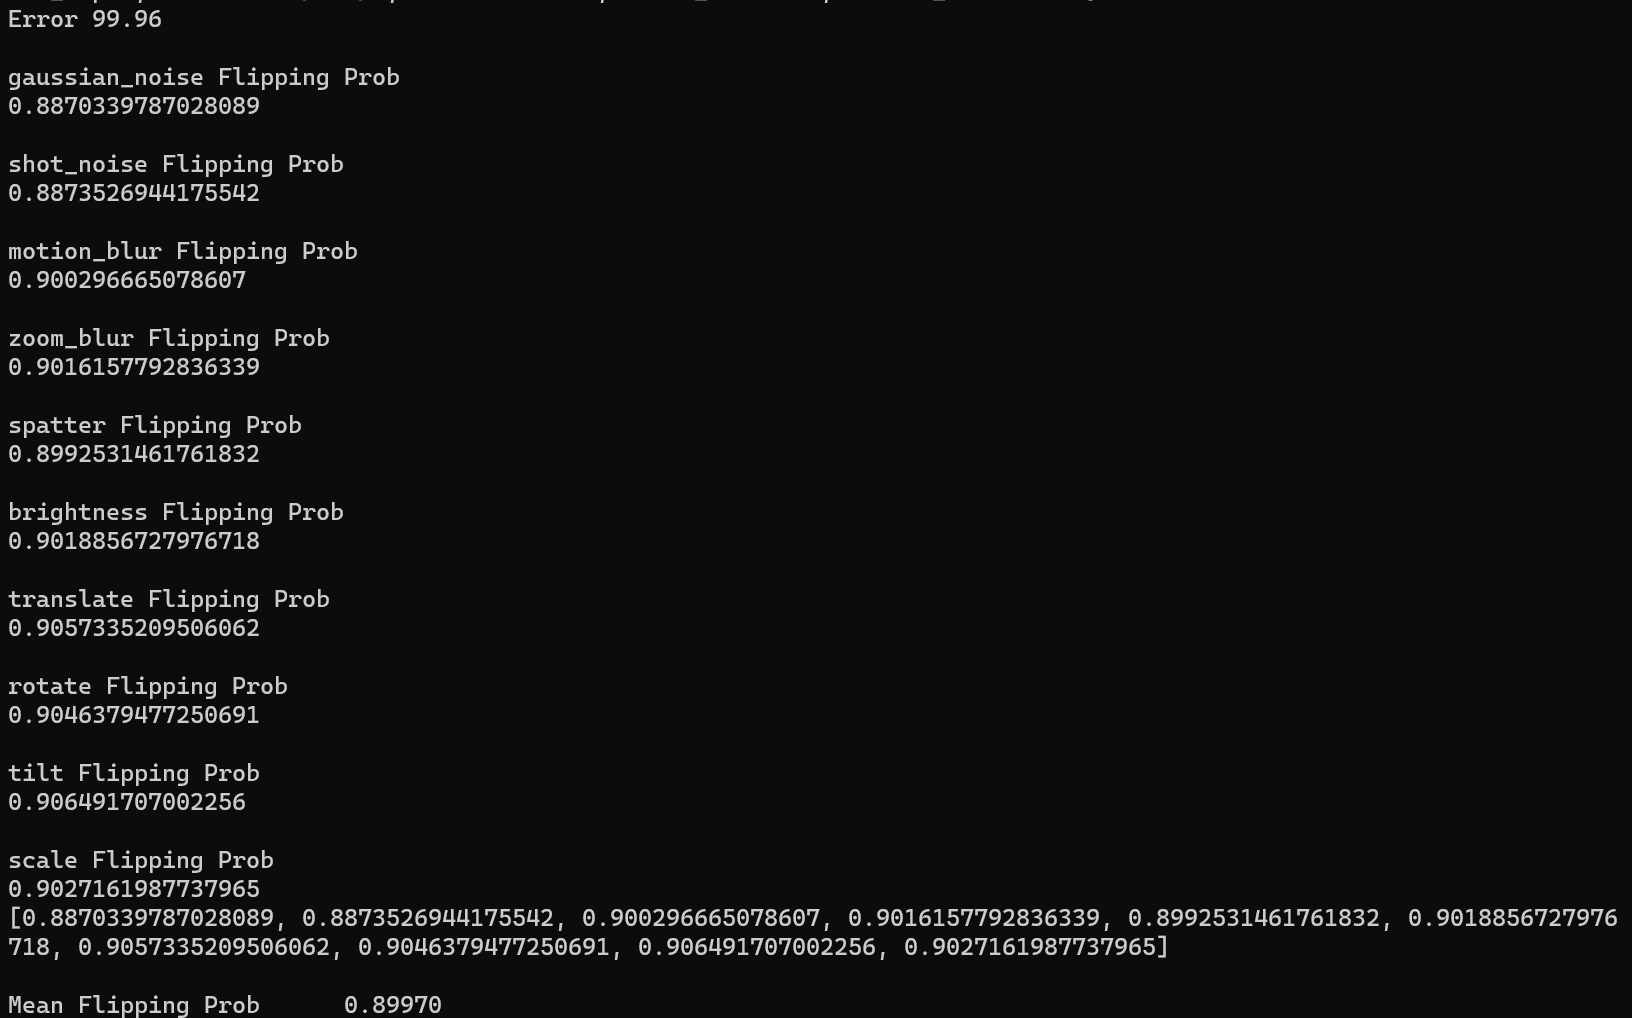 Error 99.96
gaussian_noise Flipping Prob
0.8870339787028089
shot_noise Flipping Prob
0.8873526944175542
motion_blur Flipping Prob
0.900296665078607
zoom_blur Flipping Prob
0.9016157792836339
spatter Flipping Prob
0.8992531461761832
brightness Flipping Prob
0.9018856727976718
translate Flipping Prob
0.9057335209506062
rotate Flipping Prob
0.9046379477250691
tilt Flipping Prob
0.906491707002256
scale Flipping Prob
0.9027161987737965
[0.8870339787028089, 0.8873526944175542, 0.900296665078607, 0.9016157792836339, 0.8992531461761832, 0.9018856727976
718, 0.9057335209506062, 0.9046379477250691, 0.906491707002256, 0.9027161987737965]
Mean Flipping Prob      0.89970